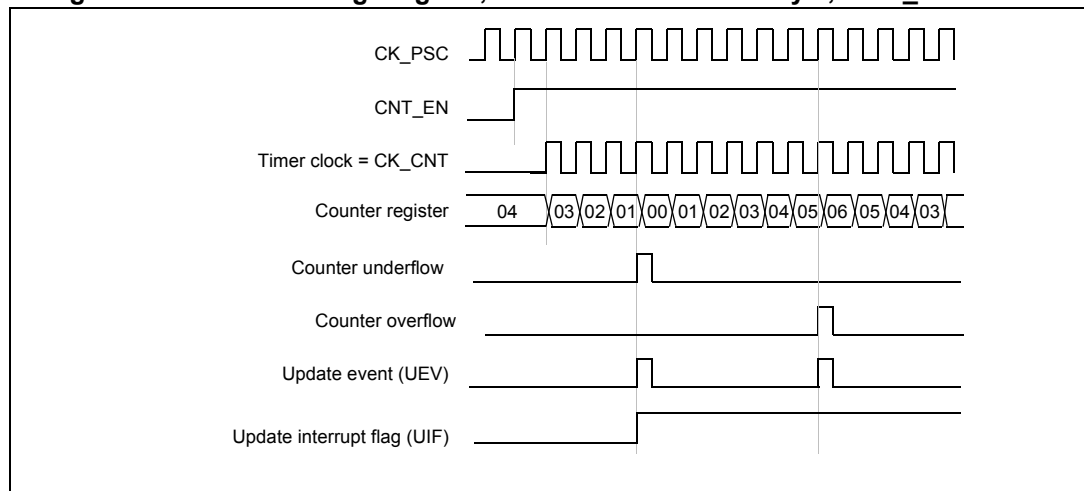 CK_PSC
CNT_EN
Timer clock = CK_CNT
Counter register 04 03 02 01 00 01 02 03 04 05 06 05 04 03
Counter underflow
Counter overflow
Update event (UEV)
Update interrupt flag (UIF)